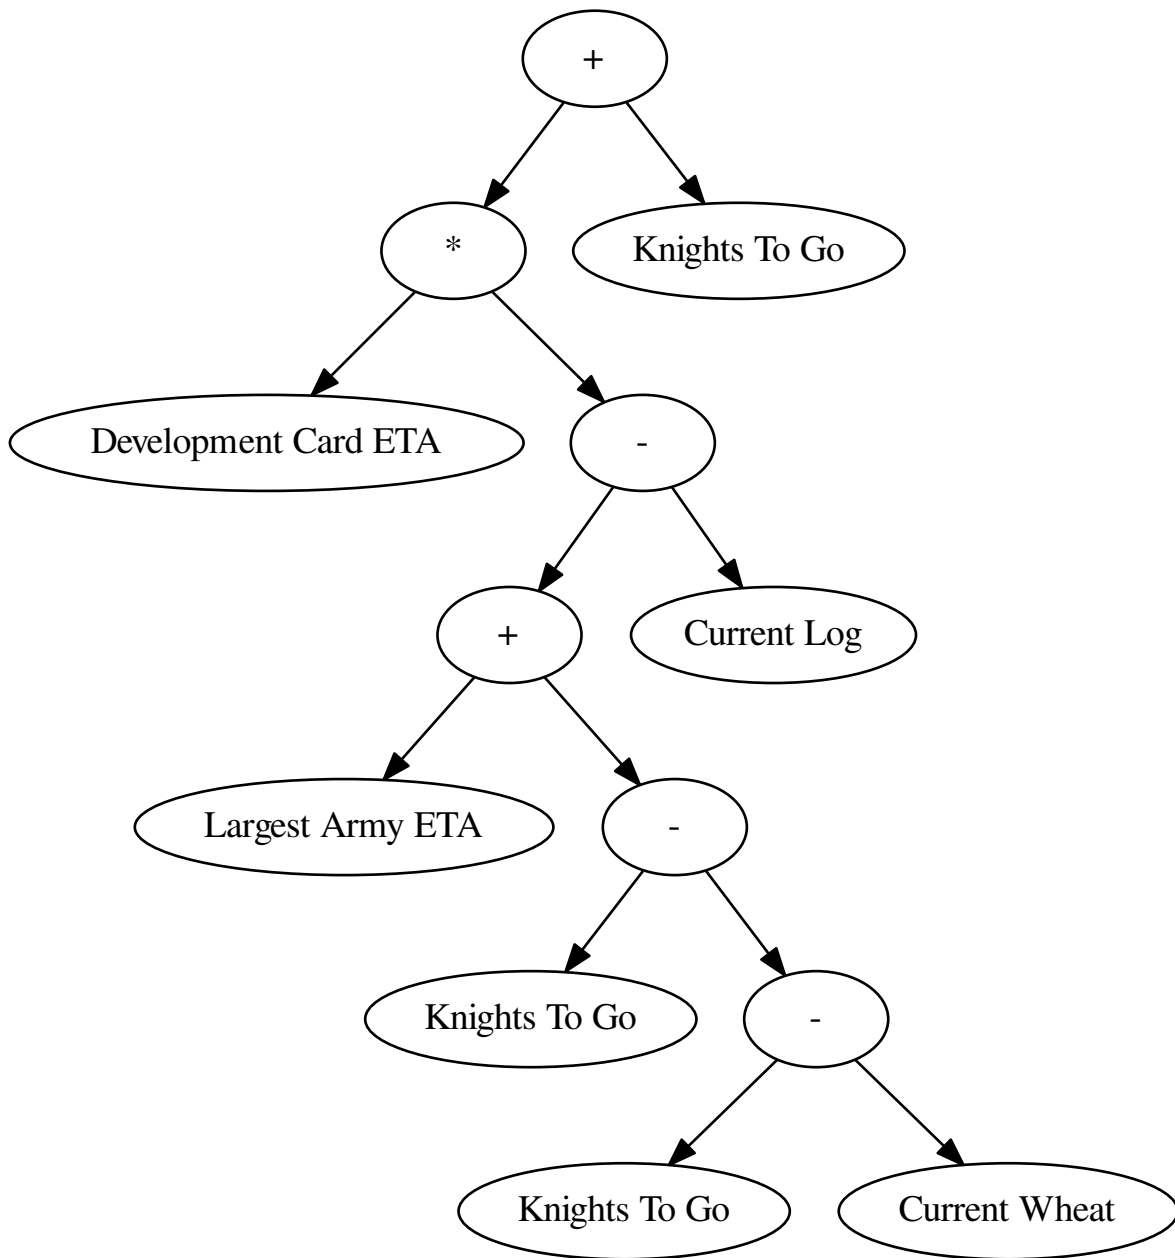 +
*
Knights To Go
Development Card ETA
-
+
Current Log
Largest Army ETA
-
Knights To Go
-
Knights To Go
Current Wheat